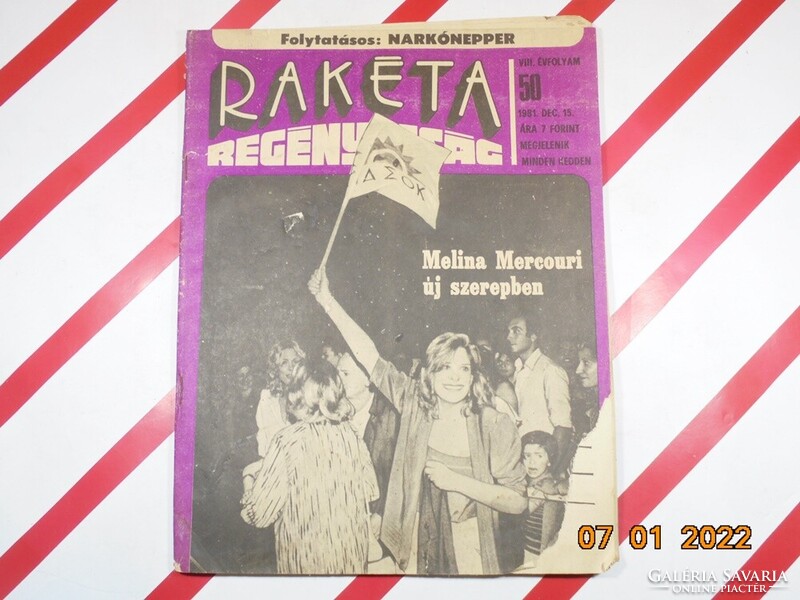 Folytatásos: NARKÓNEPPER
RAKÉTA
REGÉNYÚJSÁG
VIII. ÉVFOLYAM
50
1981. DEC. 15.
ÁRA 7 FORINT
MEGJELENIK
MINDEN KEDDEN
ΑΣΟΚ
Melina Mercouri
új szerepben
07 01 2022
GALÉRIA SAVARIA
ONLINE PIACTÉR